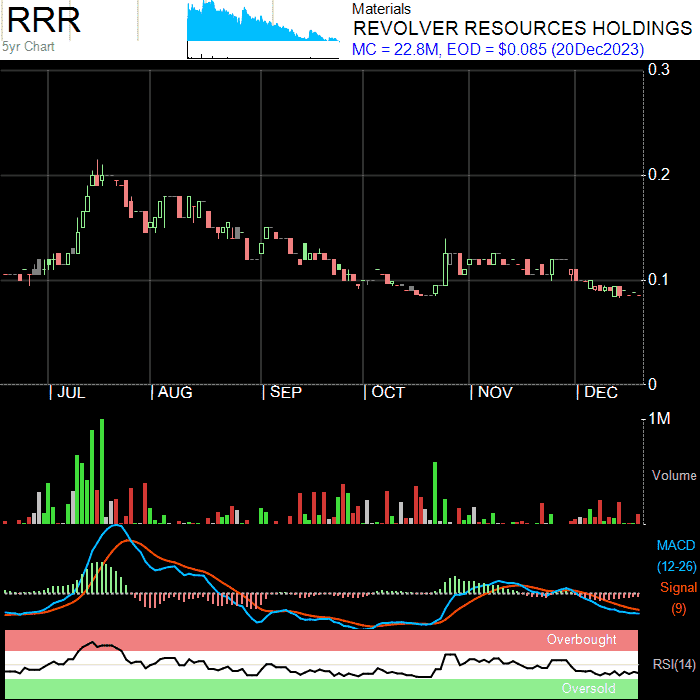 RRR
5yr Chart
Materials
REVOLVER RESOURCES HOLDINGS
MC = 22.8M, EOD = $0.085 (20Dec2023)
0.3
0.2
0.1
0
| JUL | AUG | SEP | OCT | NOV | DEC
1M
Volume
MACD
(12-26)
Signal
(9)
Overbought
RSI(14)
Oversold